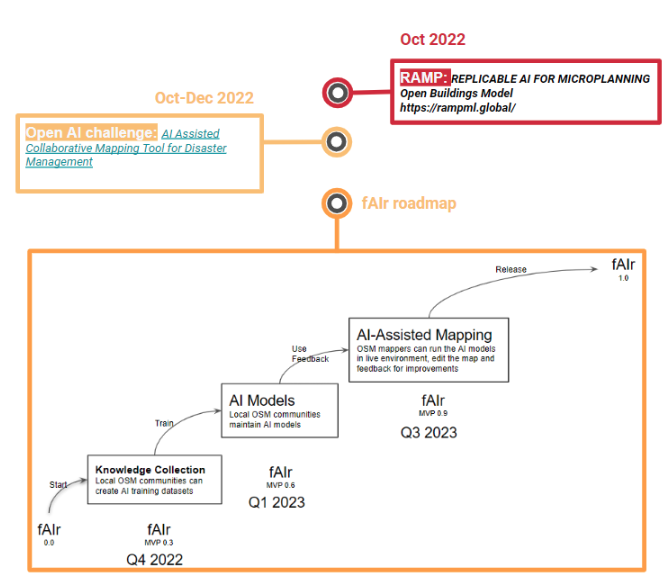 Oct 2022
RAMP: REPLICABLE AI FOR MICROPLANNING
Open Buildings Model
https://rampml.global/
Oct-Dec 2022
Open AI challenge: AI Assisted
Collaborative Mapping Tool for Disaster
Management
fAIr roadmap
Release
fAIr
1.0
AI-Assisted Mapping
OSM mappers can run the AI models
in live environment, edit the map and
feedback for improvements
Use
Feedback
fAIr
MVP 0.9
Q3 2023
AI Models
Local OSM communities
maintain AI models
Train
fAIr
MVP 0.6
Q1 2023
Knowledge Collection
Local OSM communities can
create AI training datasets
Start
fAIr
0.0
fAIr
MVP 0.3
Q4 2022